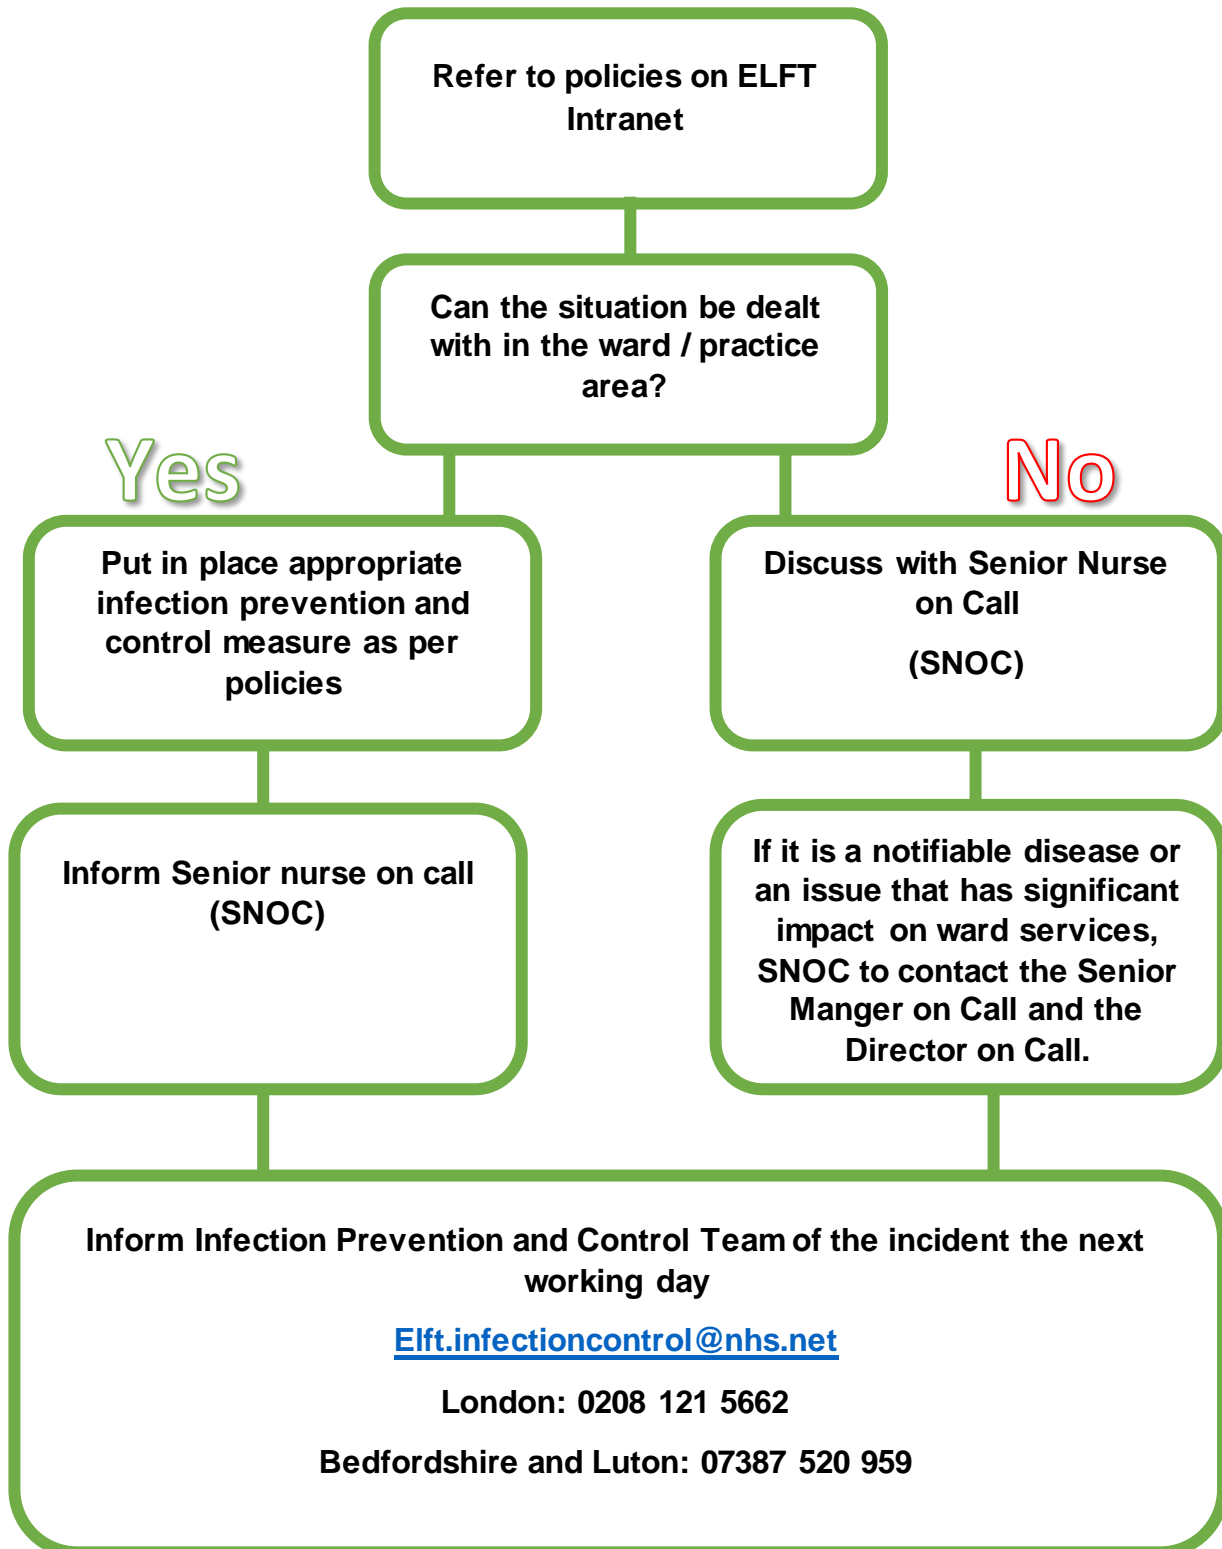 Refer to policies on ELFT
Intranet
Can the situation be dealt
with in the ward / practice
area?
Yes
No
Put in place appropriate
infection prevention and
control measure as per
policies
Discuss with Senior Nurse
on Call
(SNOC)
Inform Senior nurse on call
(SNOC)
If it is a notifiable disease or
an issue that has significant
impact on ward services,
SNOC to contact the Senior
Manger on Call and the
Director on Call.
Inform Infection Prevention and Control Team of the incident the next
working day
Elft.infectioncontrol@nhs.net
London: 0208 121 5662
Bedfordshire and Luton: 07387 520 959